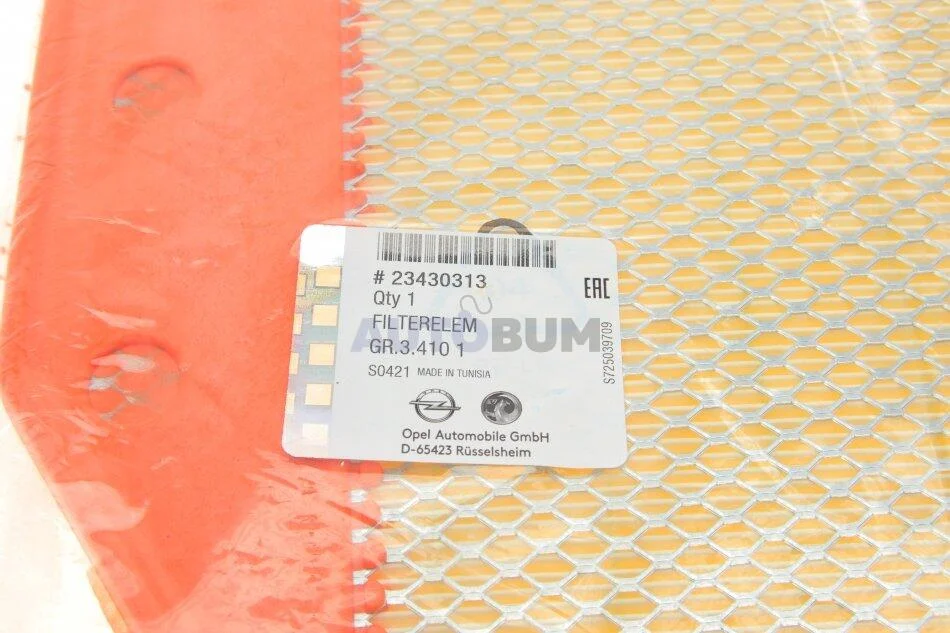 # 23430313
Qty 1
FILTERELEM
GR.3.410 1
S0421 MADE IN TUNISIA
Opel Automobile GmbH
D-65423 Rüsselsheim
EAC
S725039709
AUTOBUM